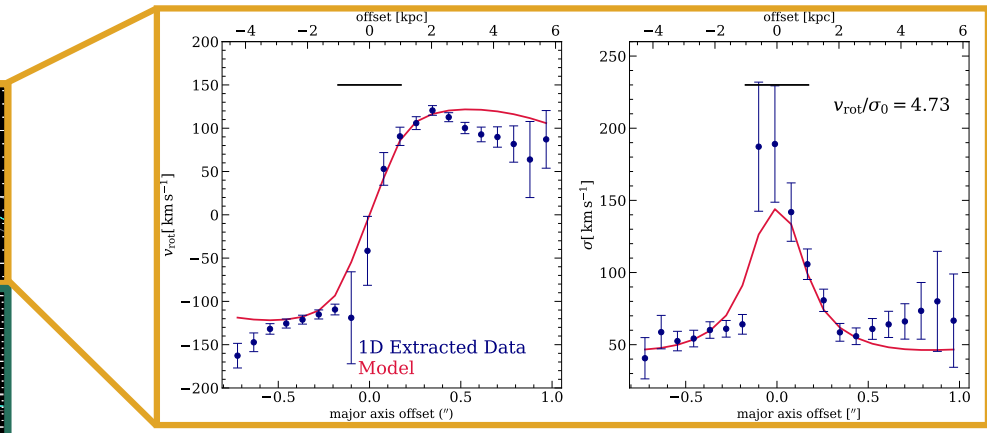 offset [kpc]
−4 −2 0 2 4 6
200
150
100
50
0
−50
−100
−150
−200
v_rot[ km s⁻¹]
1D Extracted Data
Model
−0.5 0.0 0.5 1.0
major axis offset (″)
offset [kpc]
−4 −2 0 2 4 6
250
200
150
100
50
σ[ km s⁻¹]
v_rot/σ₀ = 4.73
−0.5 0.0 0.5 1.0
major axis offset [″]